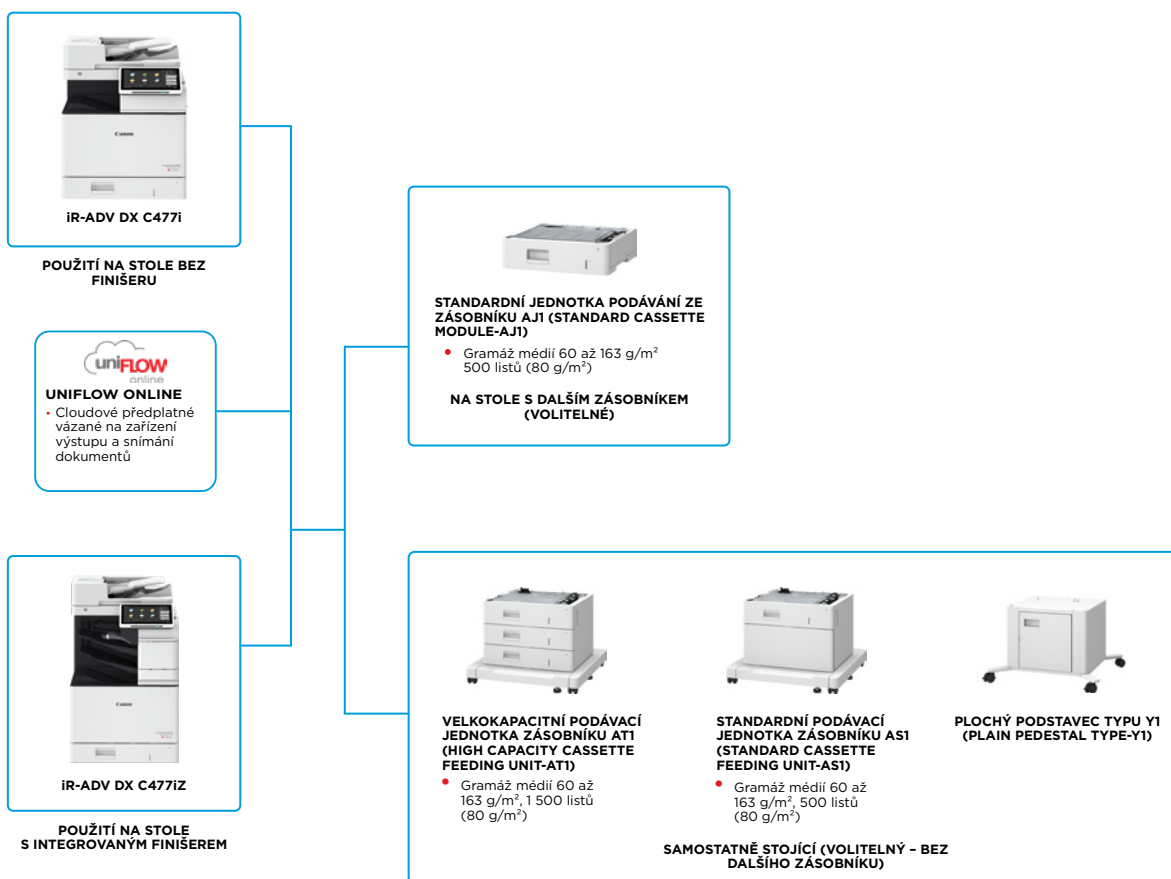 Canon
iR-ADV DX C477i
POUŽITÍ NA STOLE BEZ
FINIŠERU
uniFLOW
online
UNIFLOW ONLINE
• Cloudové předplatné
vázané na zařízení
výstupu a snímání
dokumentů
Canon
iR-ADV DX C477iZ
POUŽITÍ NA STOLE
S INTEGROVANÝM FINIŠEREM
STANDARDNÍ JEDNOTKA PODÁVÁNÍ ZE
ZÁSOBNÍKU AJ1 (STANDARD CASSETTE
MODULE-AJ1)
• Gramáž médií 60 až 163 g/m²
500 listů (80 g/m²)
NA STOLE S DALŠÍM ZÁSOBNÍKEM
(VOLITELNÉ)
VELKOKAPACITNÍ PODÁVACÍ
JEDNOTKA ZÁSOBNÍKU AT1
(HIGH CAPACITY CASSETTE
FEEDING UNIT-AT1)
• Gramáž médií 60 až
163 g/m², 1 500 listů
(80 g/m²)
STANDARDNÍ PODÁVACÍ
JEDNOTKA ZÁSOBNÍKU AS1
(STANDARD CASSETTE
FEEDING UNIT-AS1)
• Gramáž médií 60 až
163 g/m², 500 listů
(80 g/m²)
PLOCHÝ PODSTAVEC TYPU Y1
(PLAIN PEDESTAL TYPE-Y1)
SAMOSTATNĚ STOJÍCÍ (VOLITELNÝ – BEZ
DALŠÍHO ZÁSOBNÍKU)